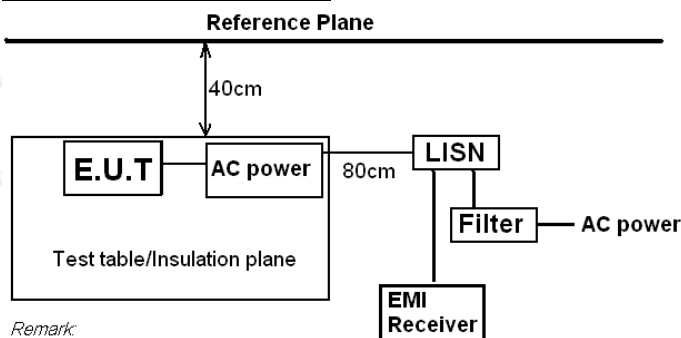 Reference Plane
40cm
E.U.T
AC power
80cm
LISN
Filter
AC power
Test table/Insulation plane
EMI
Receiver
Remark: